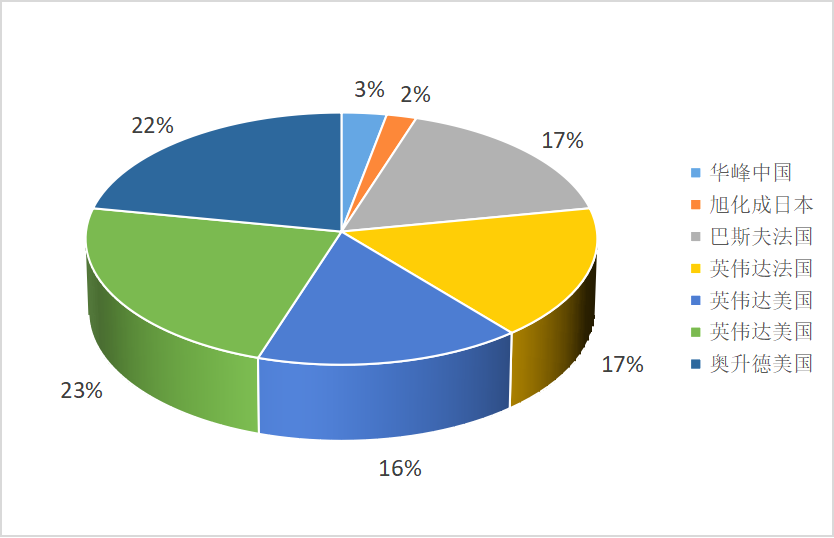 3%
2%
22%
17%
华峰中国
旭化成日本
巴斯夫法国
英伟达法国
英伟达美国
英伟达美国
奥升德美国
17%
23%
16%